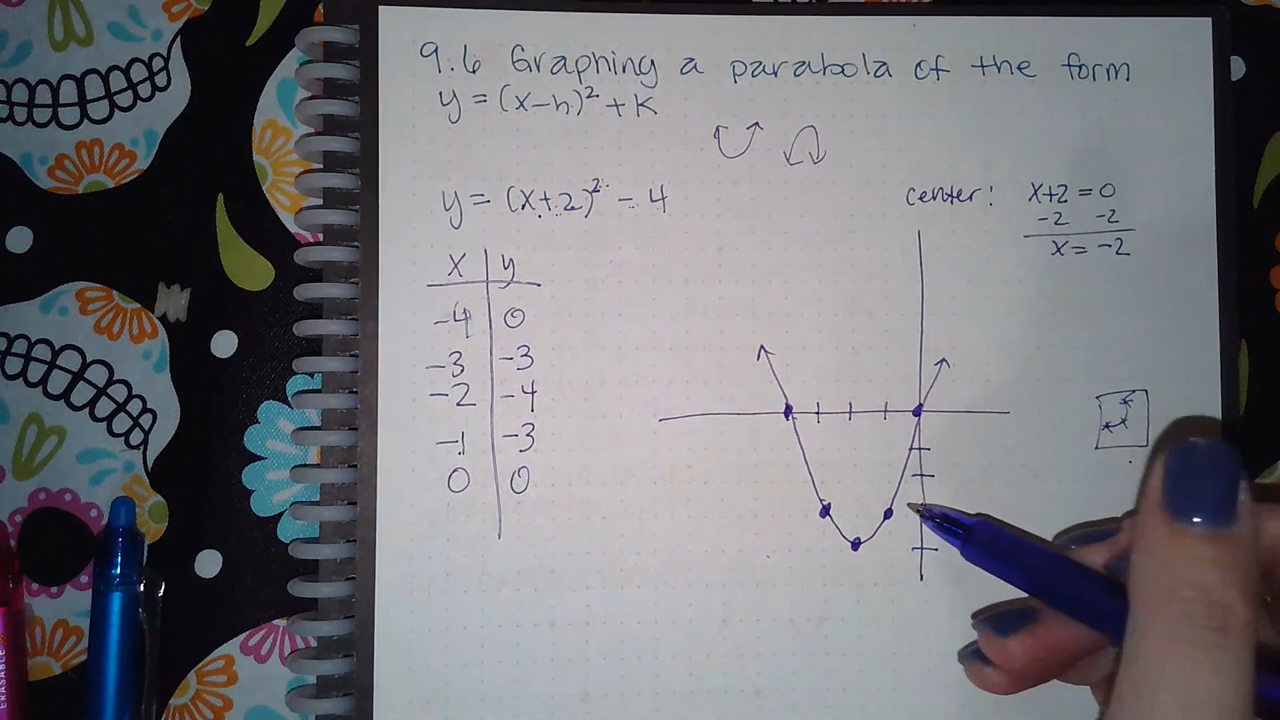 9.6 Graphing a parabola of the form
y = (x-h)² + K
y = (x+2)² - 4
center: x+2=0
-2 -2
x = -2
x y
-4 0
-3 -3
-2 -4
-1 -3
0 0
ERASABLE